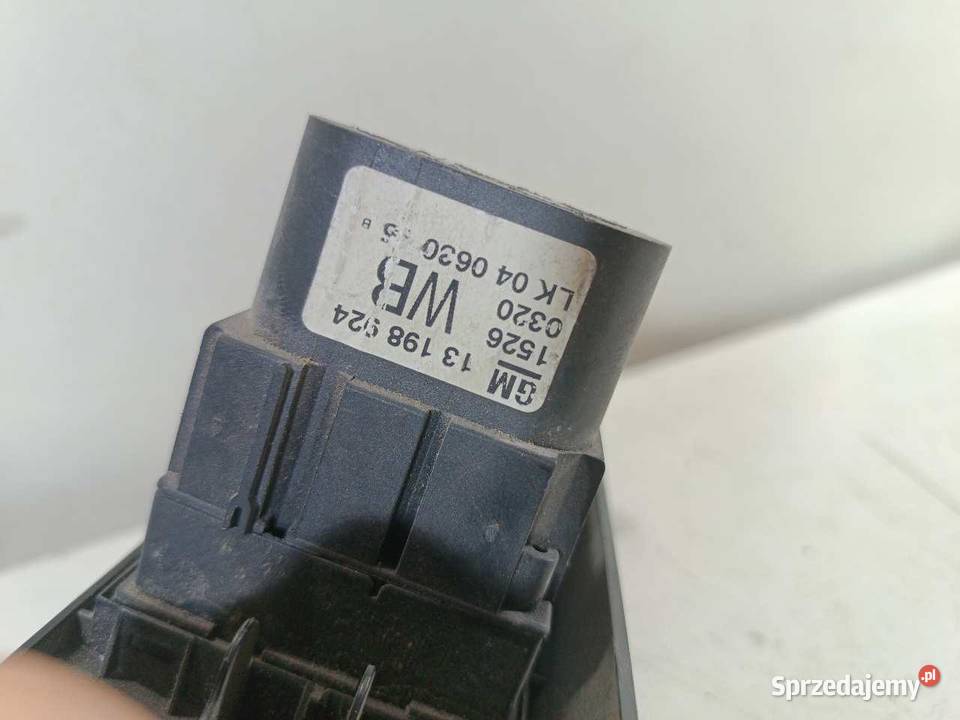 GM
13 198 924
1526 WB
0320
LK 04 0630
B
Sprzedajemy.pl